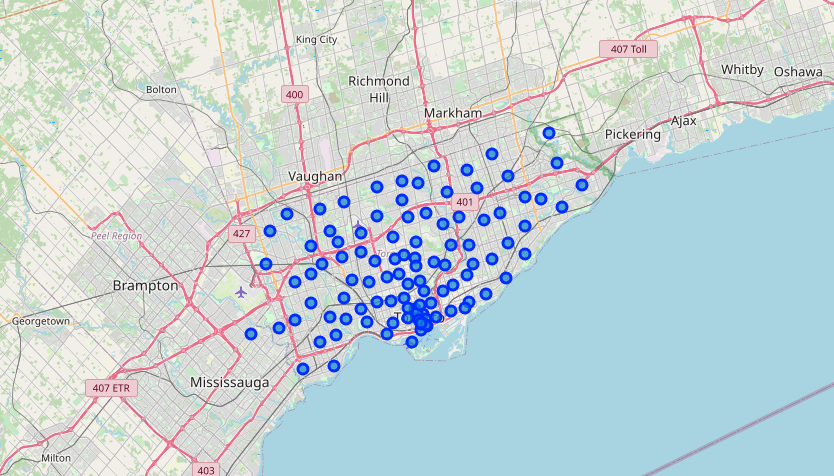 King City
407 Toll
Whitby
Oshawa
Richmond
Hill
Bolton
400
Markham
Ajax
Pickering
Vaughan
401
427
Peel Region
Brampton
Georgetown
Mississauga
407 ETR
Milton
403